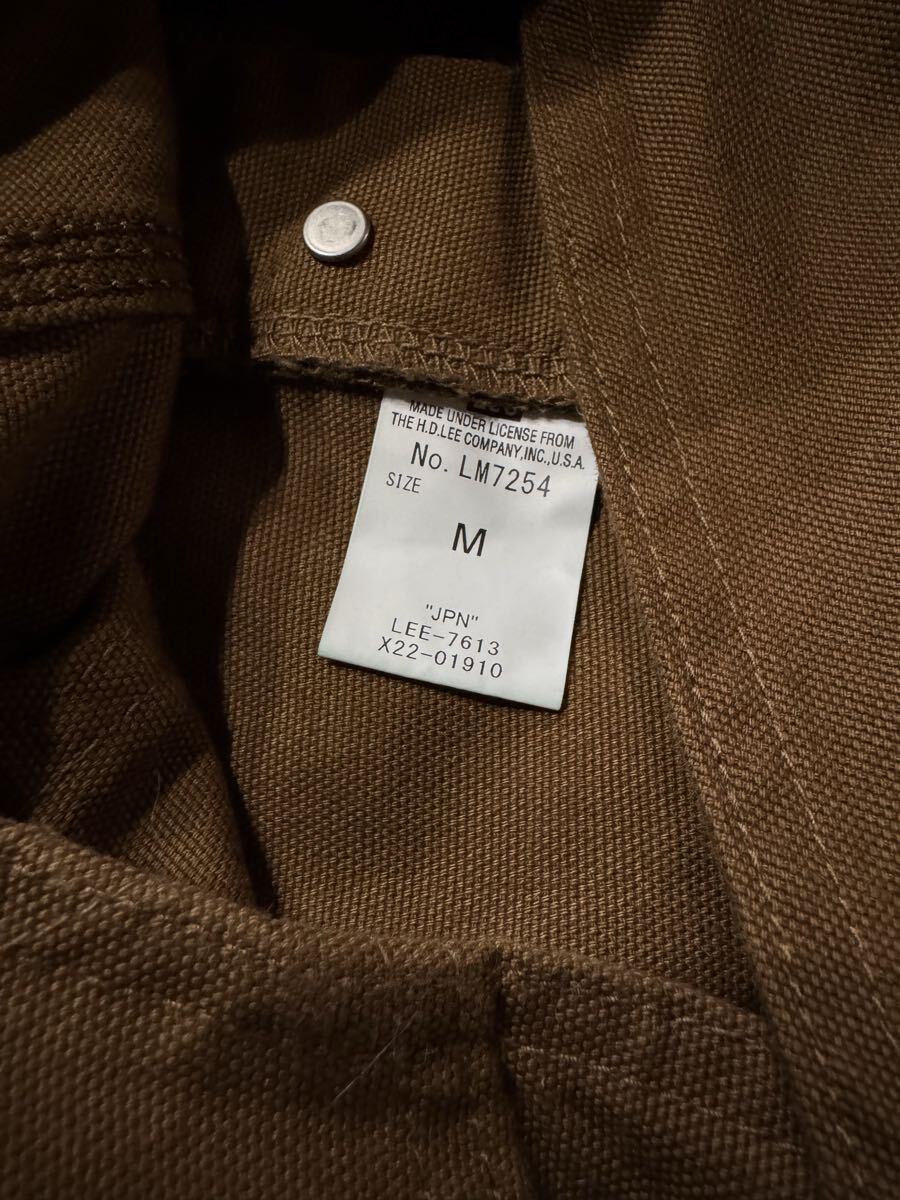 MADE UNDER LICENSE FROM
THE H.D.LEE COMPANY,INC.,U.S.A.
No. LM7254
SIZE
M
"JPN"
LEE-7613
X22-01910